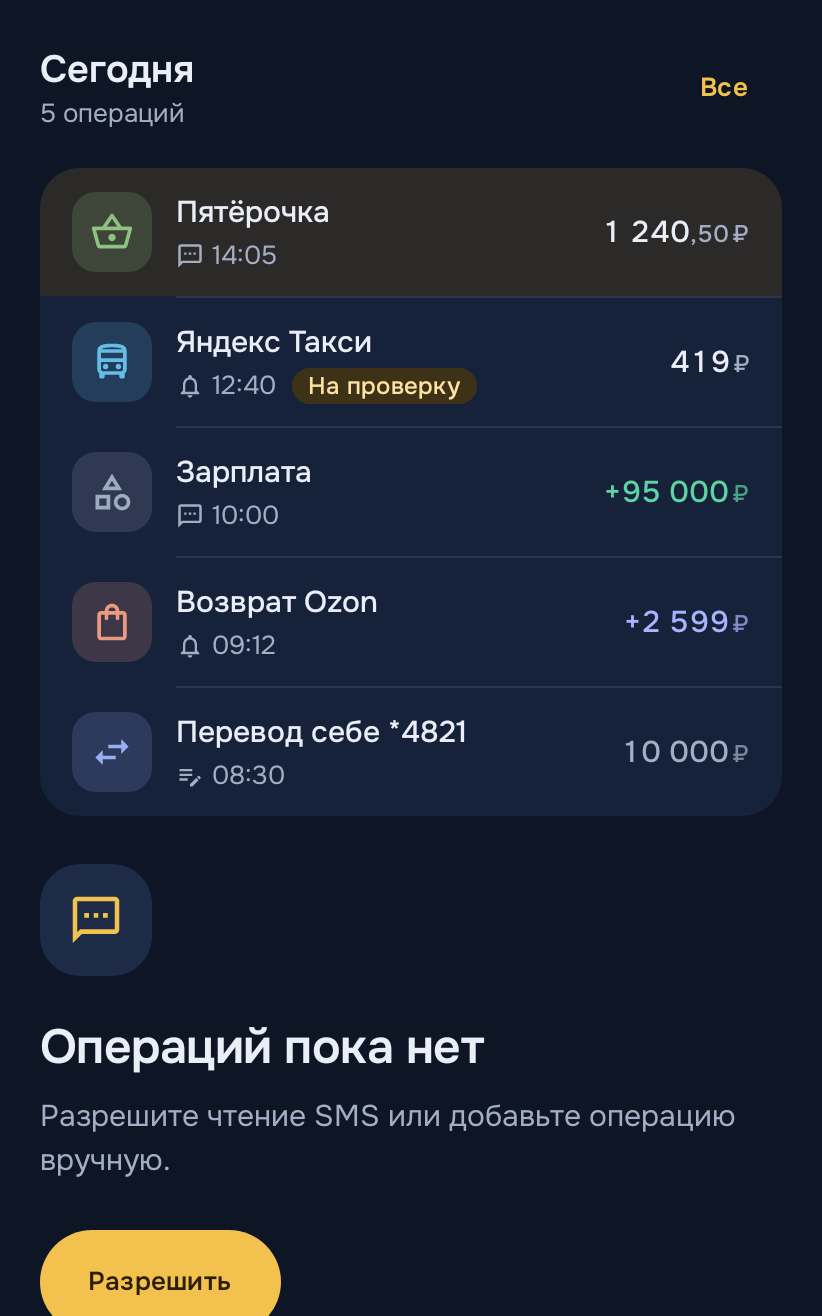 Сегодня
5 операций
Все
Пятёрочка
14:05
1 240,50 ₽
Яндекс Такси
12:40 На проверку
419 ₽
Зарплата
10:00
+95 000 ₽
Возврат Ozon
09:12
+2 599 ₽
Перевод себе *4821
08:30
10 000 ₽
Операций пока нет
Разрешите чтение SMS или добавьте операцию
вручную.
Разрешить